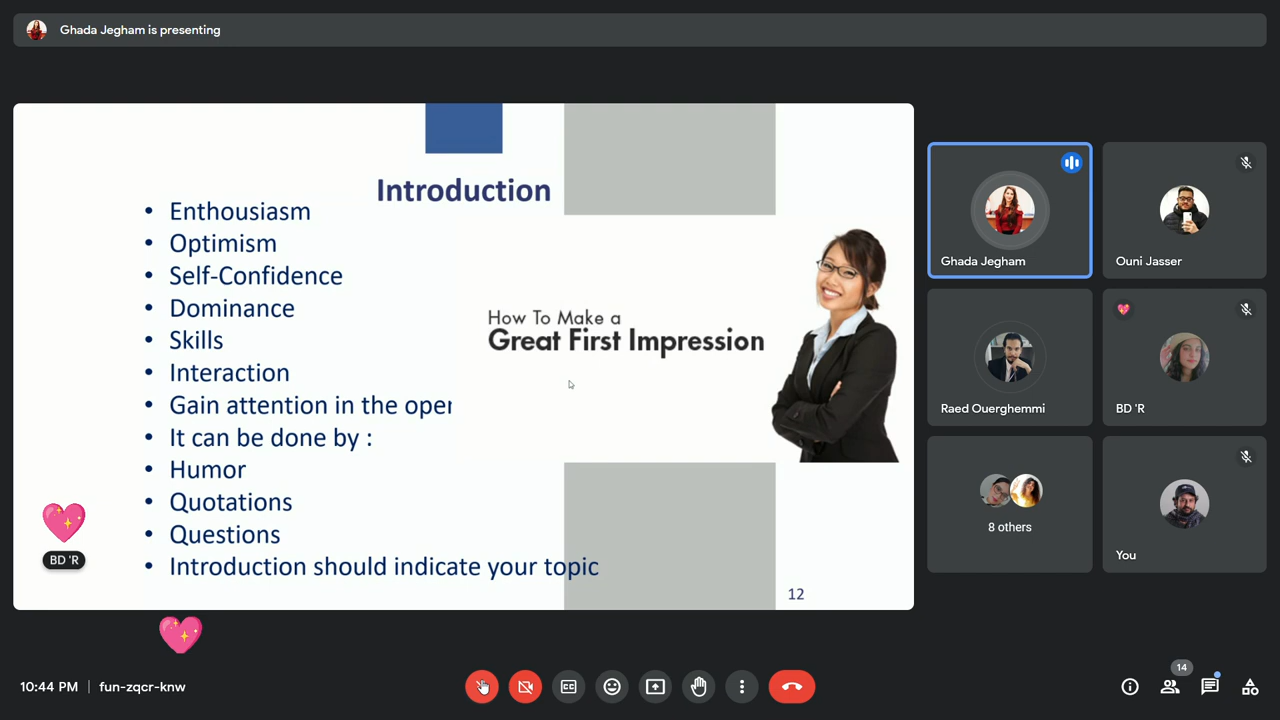 Ghada Jegham is presenting
Introduction
• Enthousiasm
• Optimism
• Self-Confidence
• Dominance
• Skills
• Interaction
• Gain attention in the oper
• It can be done by :
• Humor
• Quotations
• Questions
• Introduction should indicate your topic
How To Make a
Great First Impression
12
BD 'R
Ghada Jegham
Ouni Jasser
Raed Ouerghemmi
BD 'R
8 others
You
10:44 PM | fun-zqcr-knw
CC
14